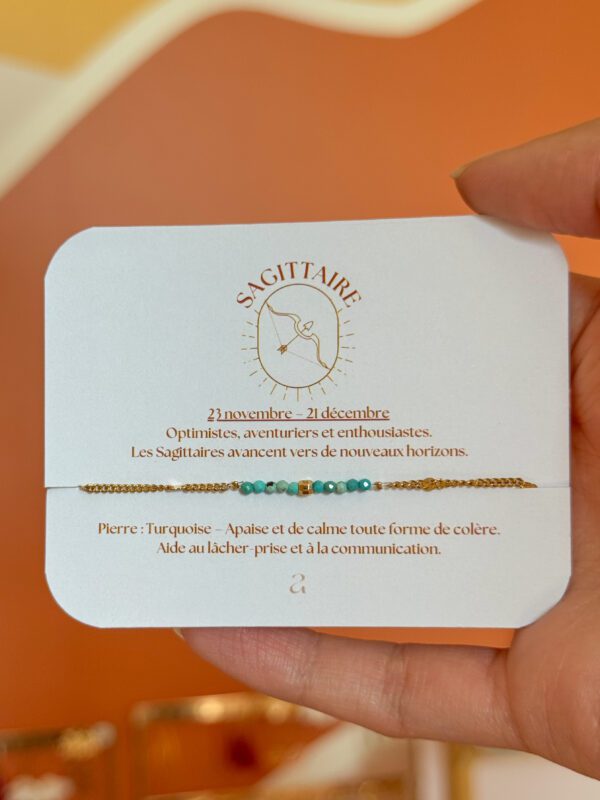 SAGITTAIRE
23 novembre – 21 décembre
Optimistes, aventuriers et enthousiastes.
Les Sagittaires avancent vers de nouveaux horizons.
Pierre : Turquoise – Apaise et de calme toute forme de colère.
Aide au lâcher-prise et à la communication.
a